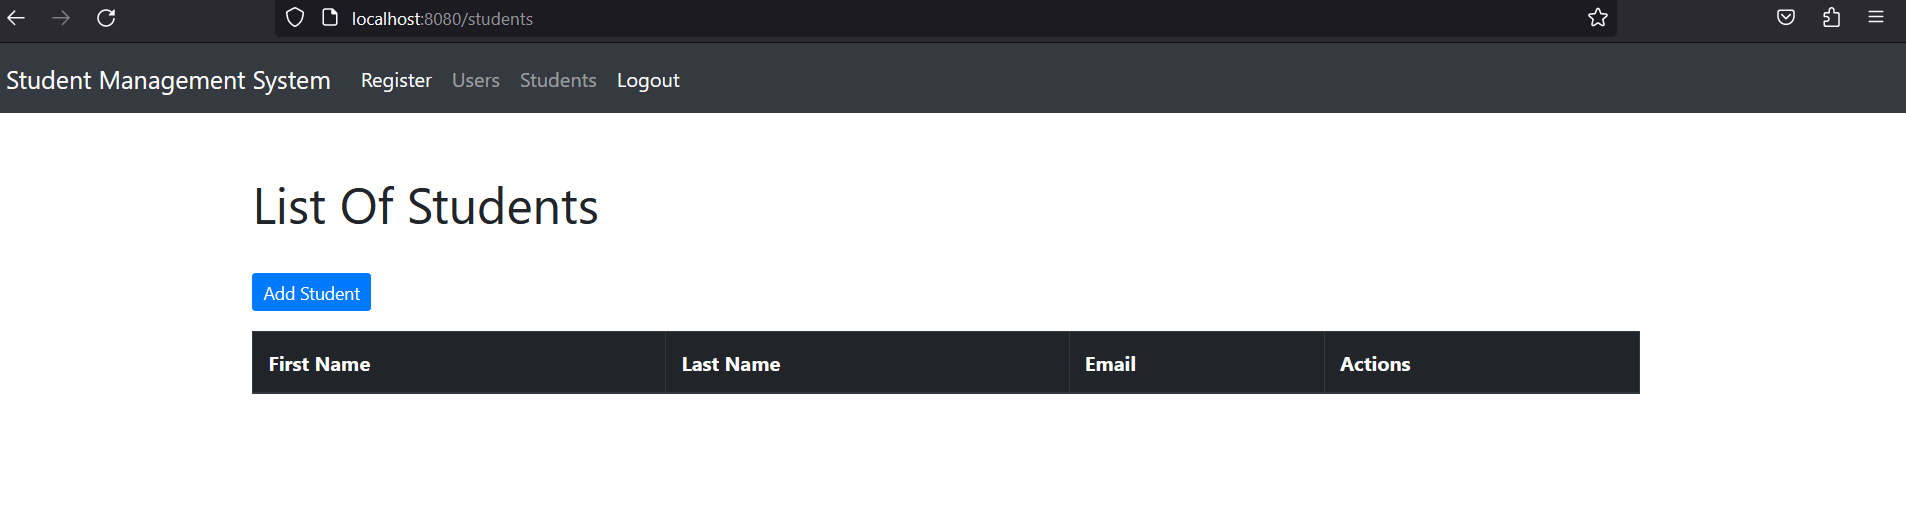 localhost:8080/students
Student Management System Register Users Students Logout
List Of Students
Add Student
First Name Last Name Email Actions